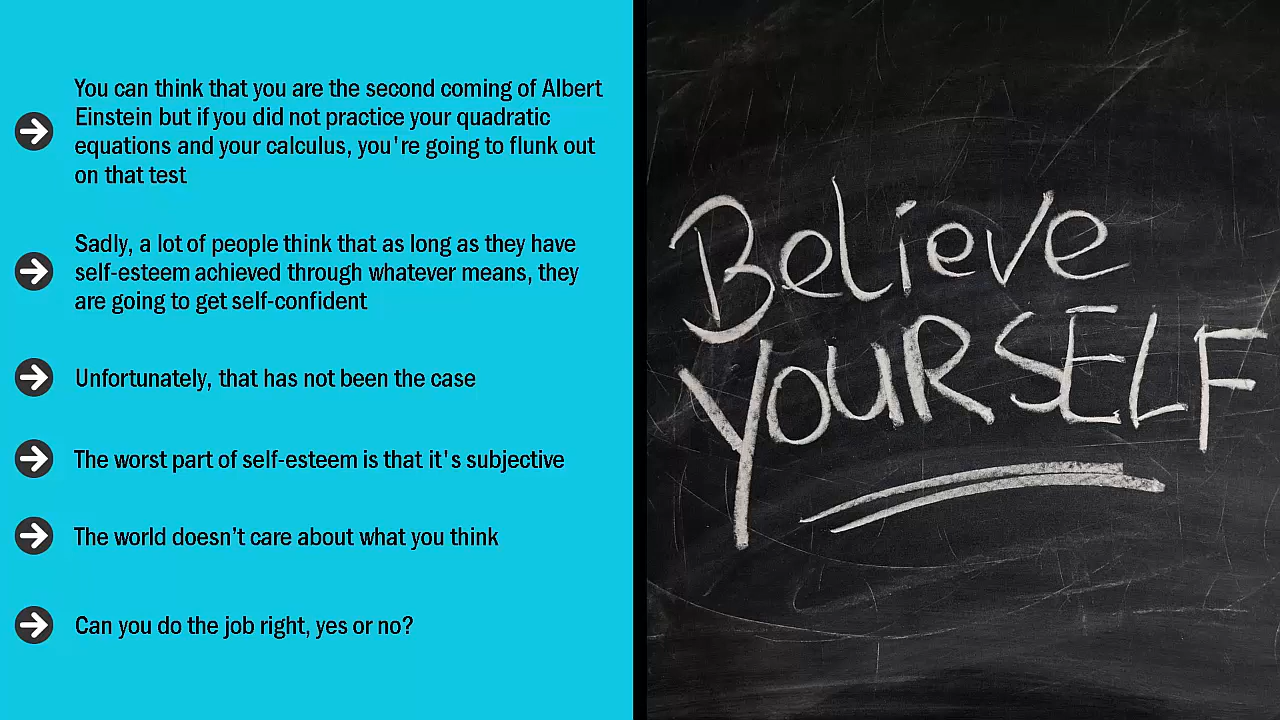 You can think that you are the second coming of Albert
Einstein but if you did not practice your quadratic
equations and your calculus, you're going to flunk out
on that test
Sadly, a lot of people think that as long as they have
self-esteem achieved through whatever means, they
are going to get self-confident
Unfortunately, that has not been the case
The worst part of self-esteem is that it's subjective
The world doesn’t care about what you think
Can you do the job right, yes or no?
Believe
YOURSELF